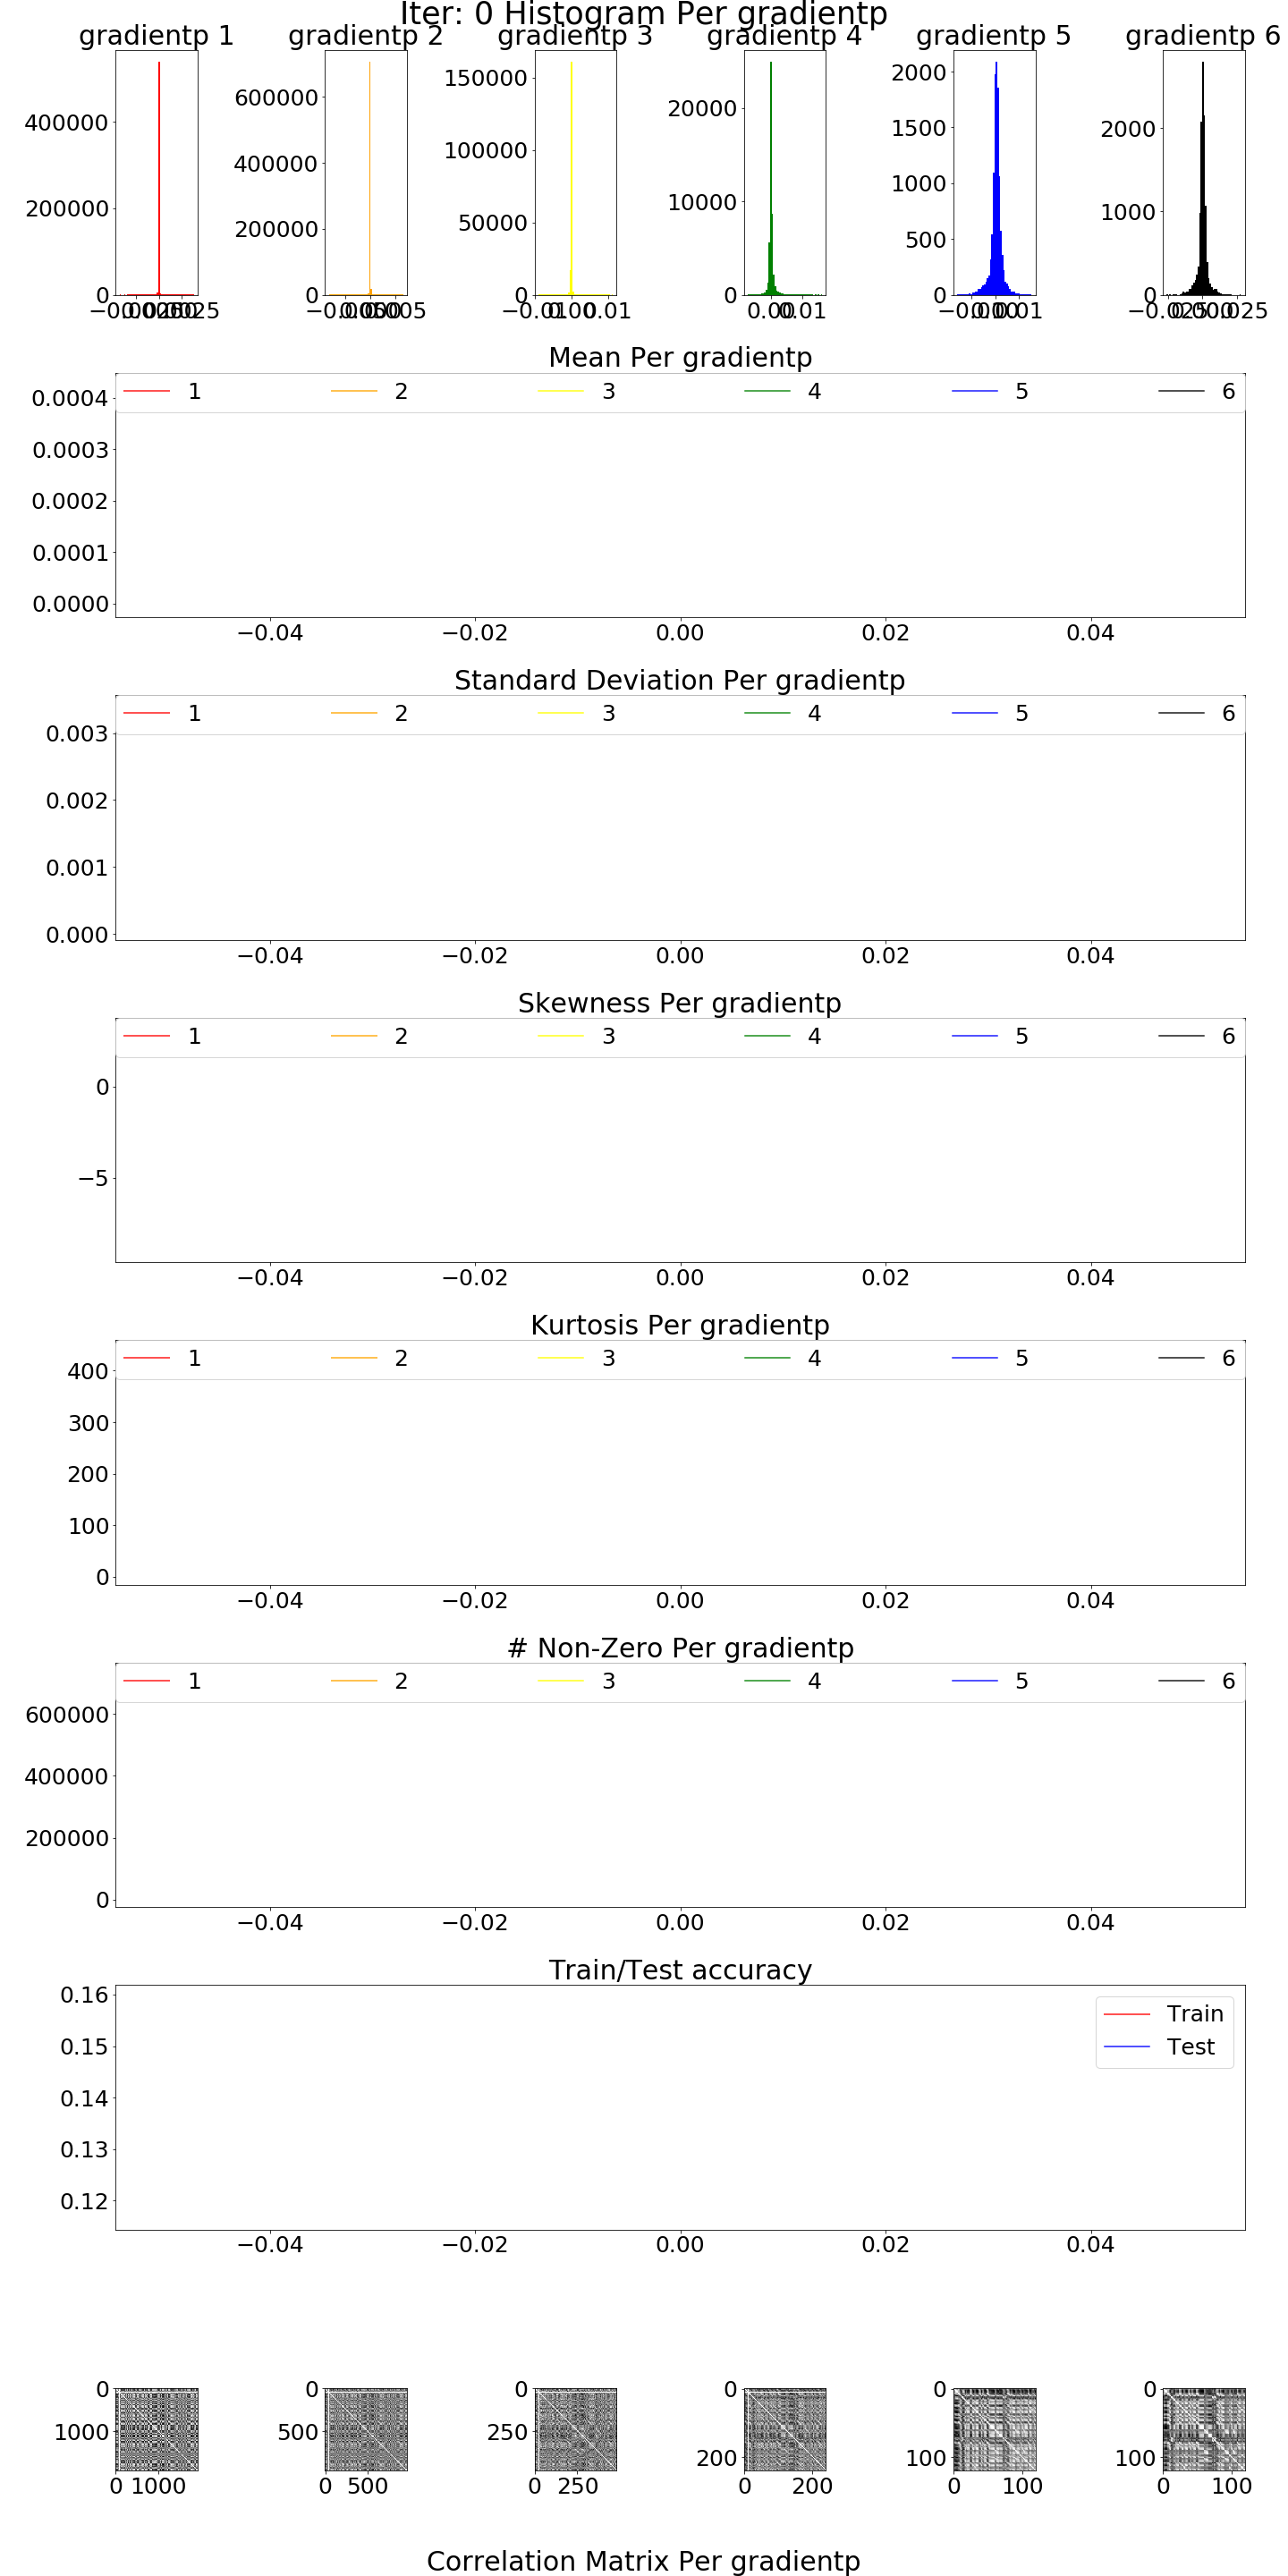 Iter: 0 Histogram Per gradientp
gradientp 1 gradientp 2 gradientp 3 gradientp 4 gradientp 5 gradientp 6
400000
200000
0
600000
400000
200000
0
150000
100000
50000
0
20000
10000
0
2000
1500
1000
500
0
2000
1000
0
Mean Per gradientp
1 2 3 4 5 6
0.0004
0.0003
0.0002
0.0001
0.0000
−0.04 −0.02 0.00 0.02 0.04
Standard Deviation Per gradientp
1 2 3 4 5 6
0.003
0.002
0.001
0.000
−0.04 −0.02 0.00 0.02 0.04
Skewness Per gradientp
1 2 3 4 5 6
0
−5
−0.04 −0.02 0.00 0.02 0.04
Kurtosis Per gradientp
1 2 3 4 5 6
400
300
200
100
0
−0.04 −0.02 0.00 0.02 0.04
# Non-Zero Per gradientp
1 2 3 4 5 6
600000
400000
200000
0
−0.04 −0.02 0.00 0.02 0.04
Train/Test accuracy
Train
Test
0.16
0.15
0.14
0.13
0.12
−0.04 −0.02 0.00 0.02 0.04
0
1000
0 1000
0
500
0 500
0
250
0 250
0
200
0 200
0
100
0 100
0
100
0 100
Correlation Matrix Per gradientp